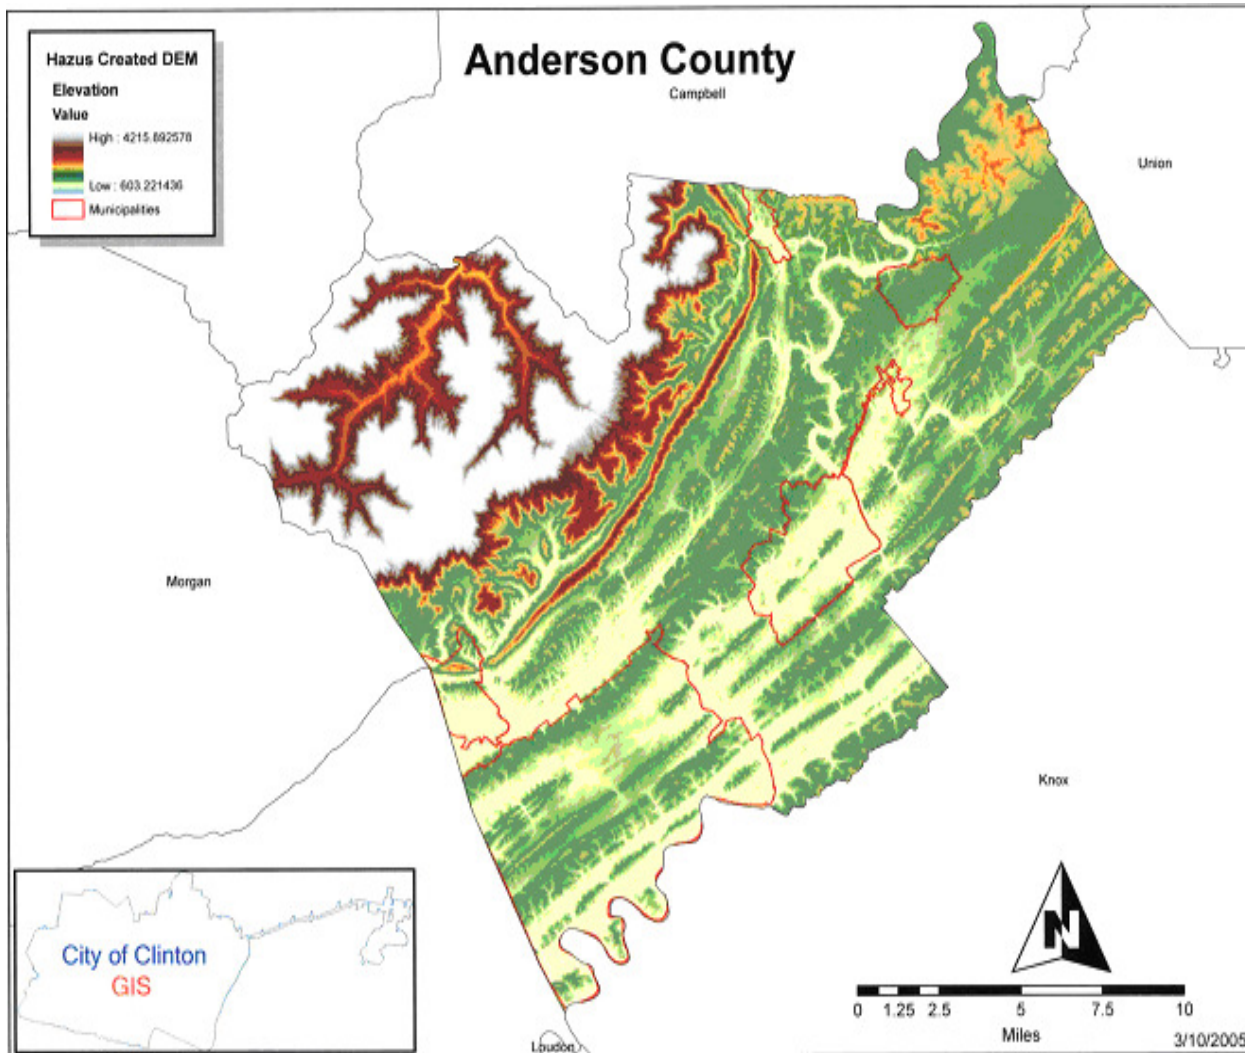 Anderson County
Campbell
Hazus Created DEM
Elevation
Value
High : 4215.892578
Low : 603.221436
Municipalities
Union
Morgan
Knox
City of Clinton
GIS
N
0 1.25 2.5 5 7.5 10
Miles
Loudon
3/10/2005